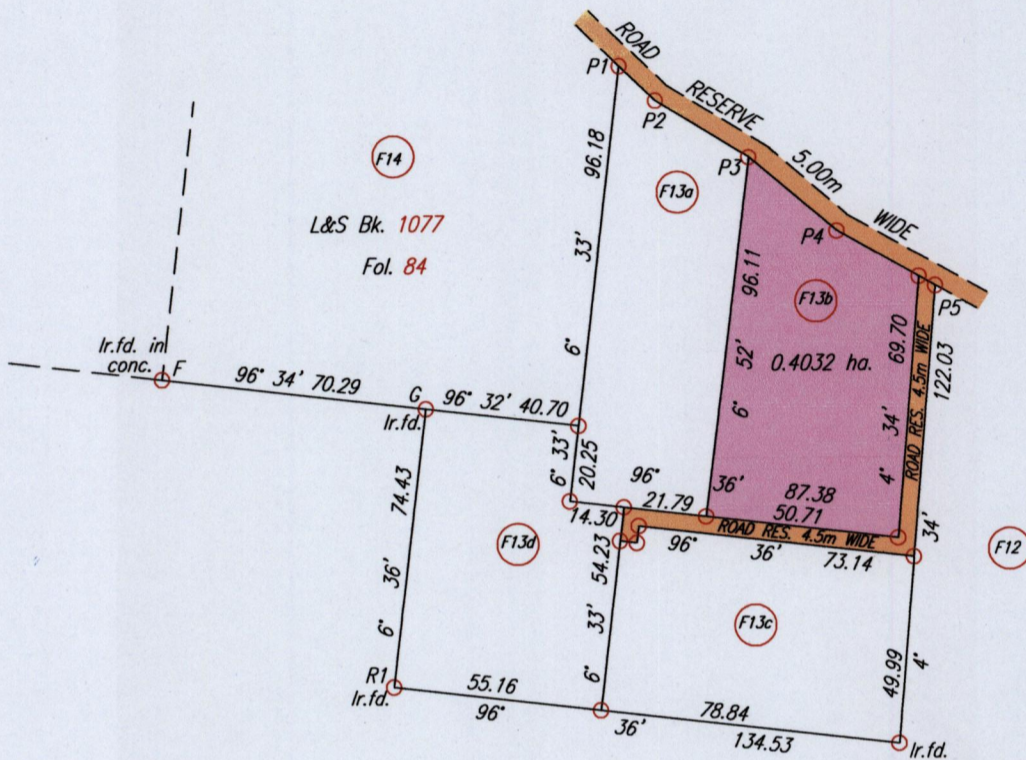 ROAD RESERVE 5.00m WIDE
P1
P2
P3
P4
P5
F14
L&S Bk. 1077
Fol. 84
F13a
96.18
33'
6°
F13b
0.4032 ha.
96.11
52'
6°
69.70
34'
4°
ROAD RES. 4.5m WIDE
122.03
34'
Ir.fd. in
conc.
F
96° 34' 70.29
G
Ir.fd.
96° 32' 40.70
6° 33'
20.25
96°
21.79
36'
87.38
50.71
14.30
ROAD RES. 4.5m WIDE
96° 36' 73.14
F12
74.43
36'
6°
F13d
54.23
33'
6°
F13c
49.99
4°
R1
Ir.fd.
55.16
96°
36'
78.84
134.53
Ir.fd.